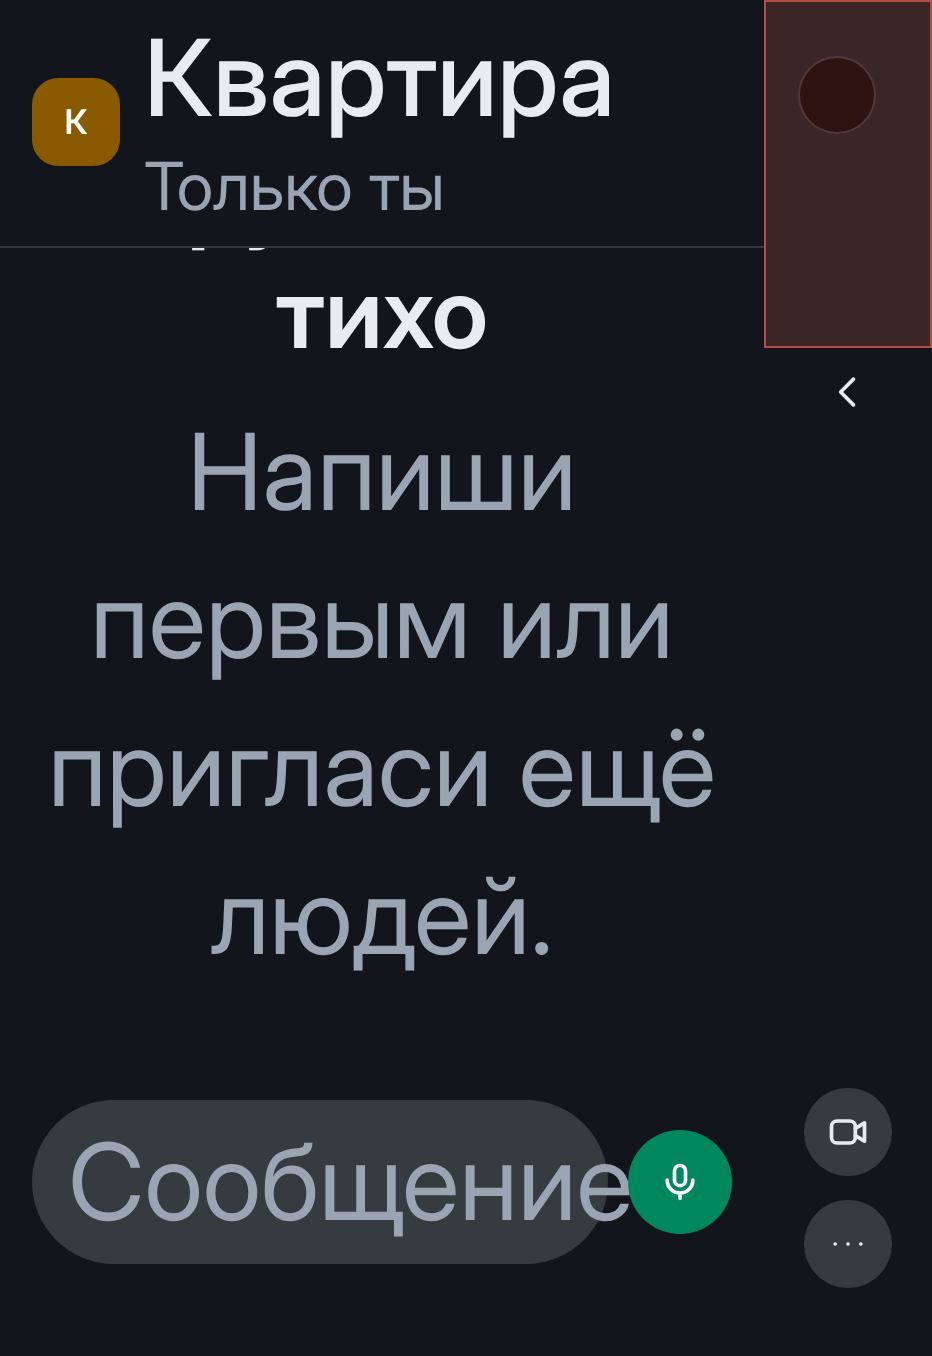 К
Квартира
Только ты
тихо
Напиши
первым или
пригласи ещё
людей.
Сообщение